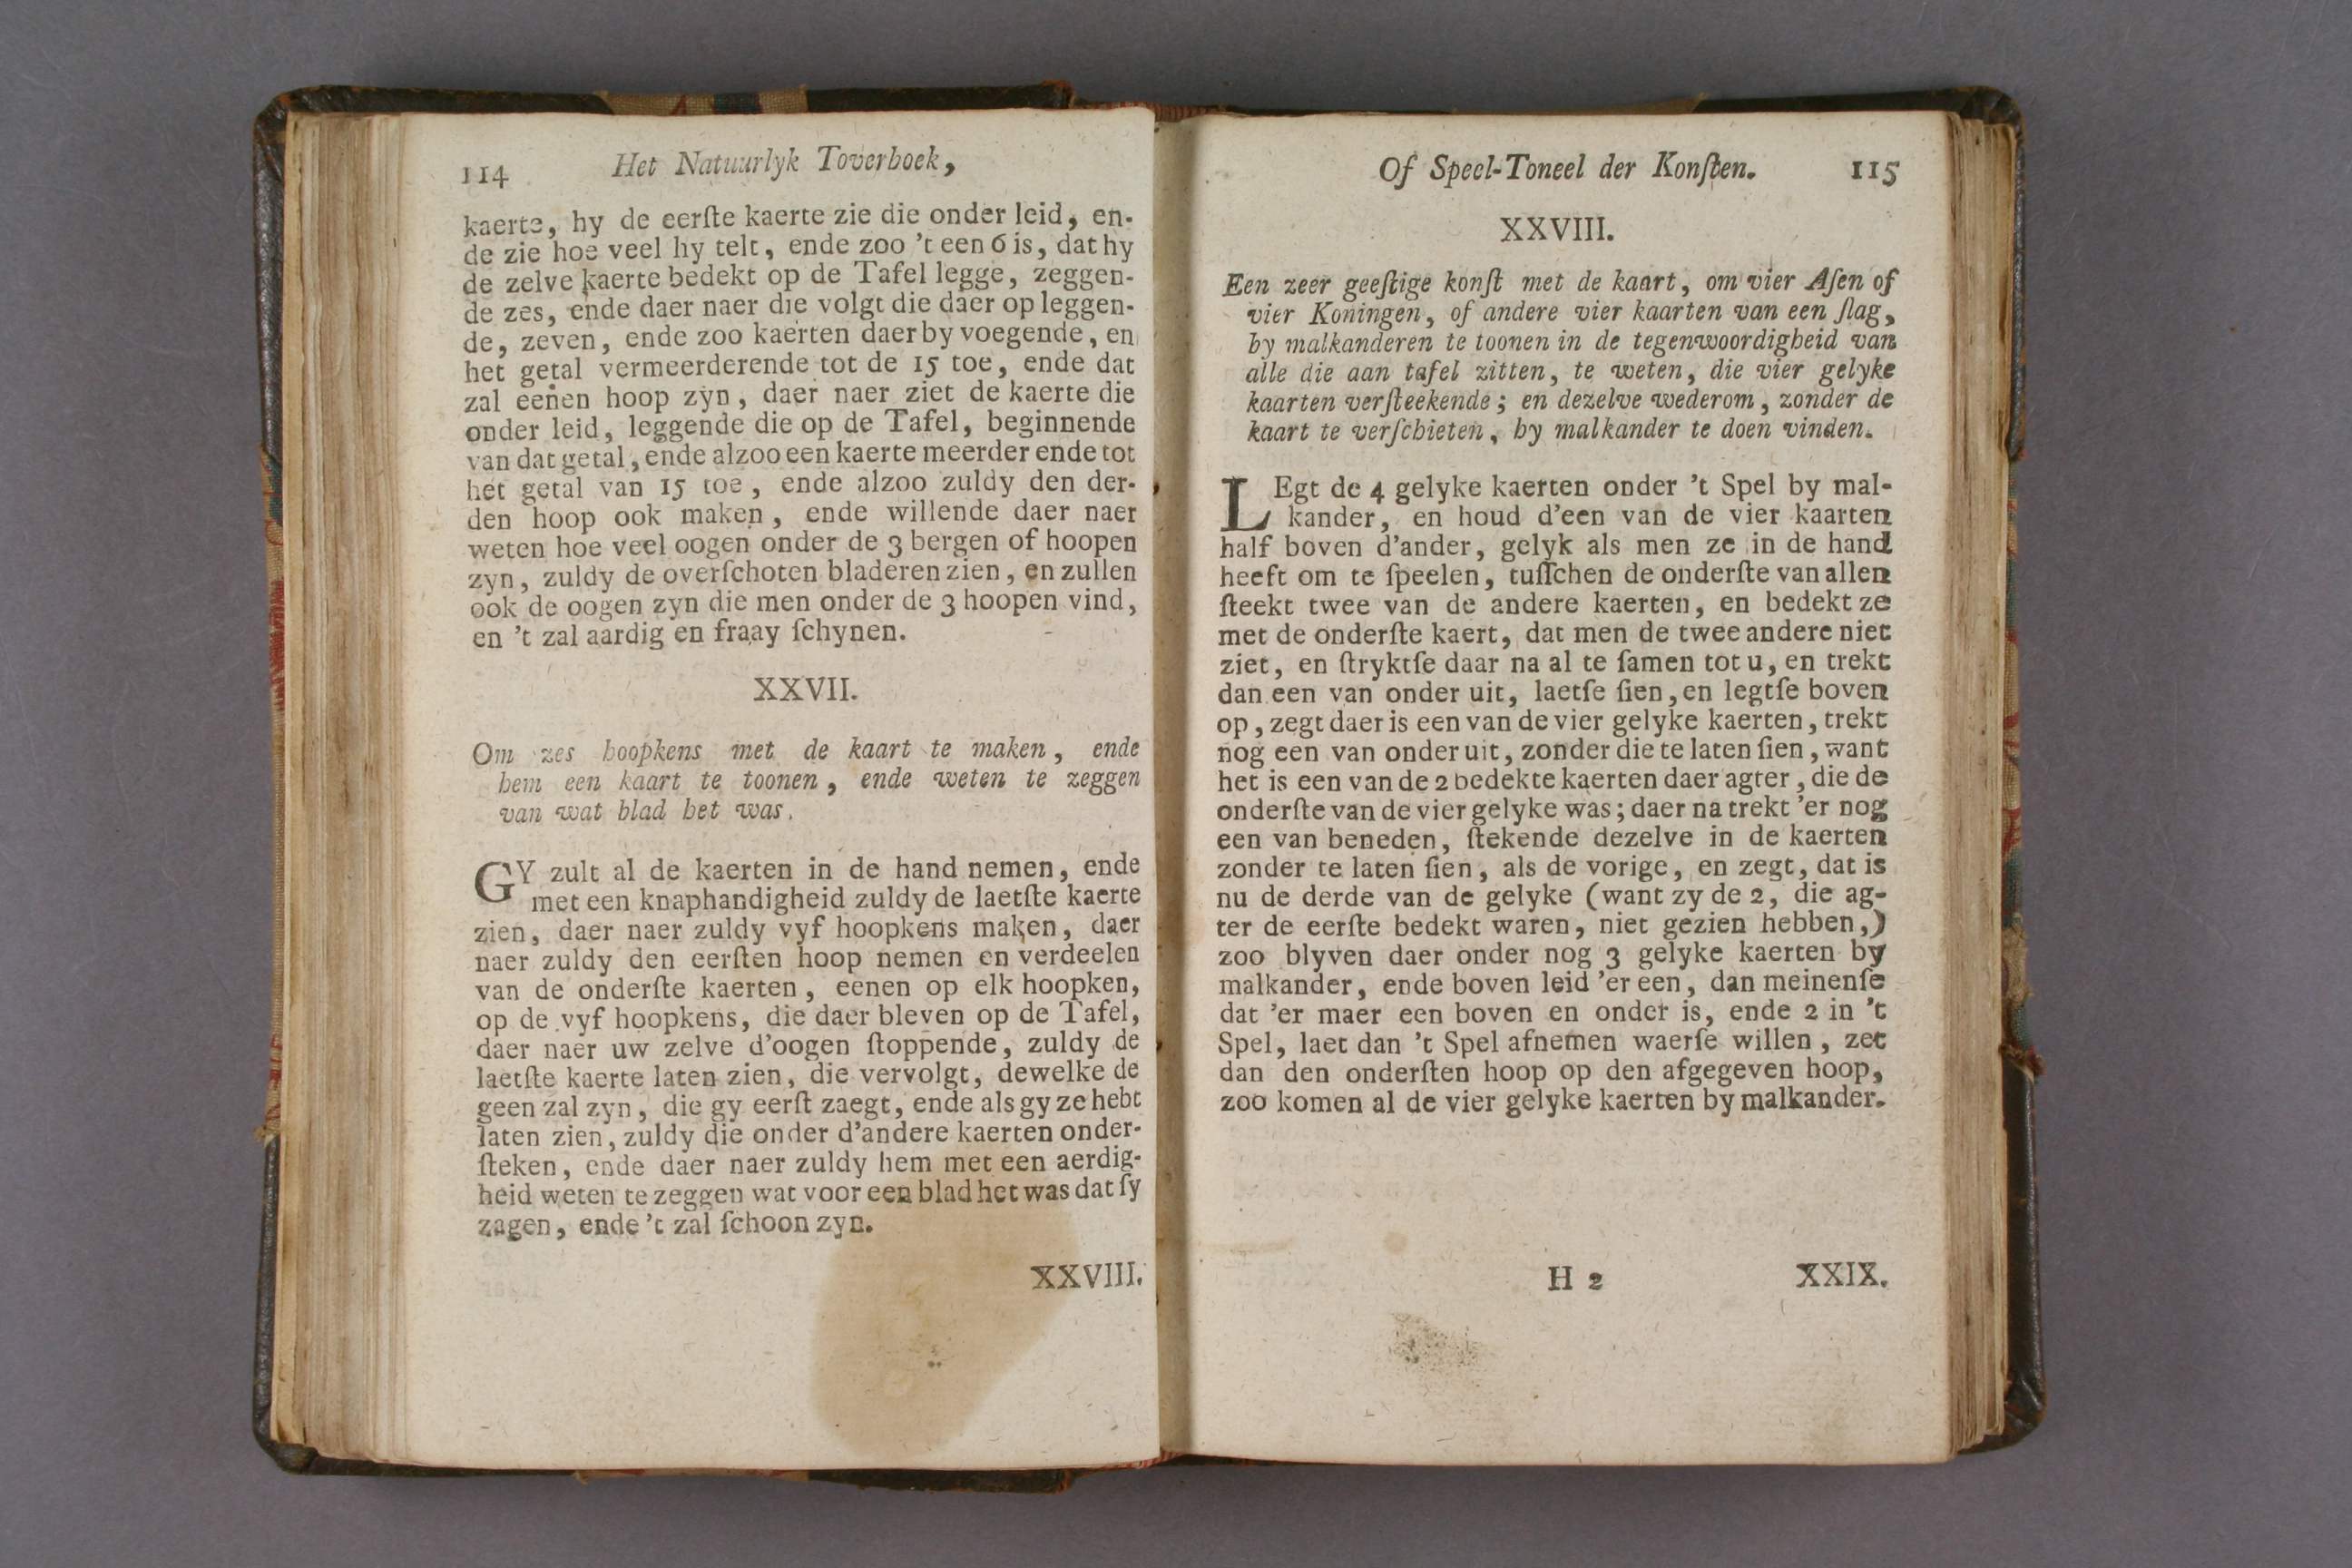 114 Het Natuurlyk Toverboek,
kaerte, hy de eerſte kaerte zie die onder leid, en-
de zie hoe veel hy telt, ende zoo 't een 6 is, dat hy
de zelve kaerte bedekt op de Tafel legge, zeggen-
de zes, ende daer naer die volgt die daer op leggen-
de, zeven, ende zoo kaerten daerby voegende, en
het getal vermeerderende tot de 15 toe, ende dat
zal eenen hoop zyn, daer naer ziet de kaerte die
onder leid, leggende die op de Tafel, beginnende
van dat getal, ende alzoo een kaerte meerder ende tot
het getal van 15 toe, ende alzoo zuldy den der-
den hoop ook maken, ende willende daer naer
weten hoe veel oogen onder de 3 bergen of hoopen
zyn, zuldy de overſchoten bladeren zien, en zullen
ook de oogen zyn die men onder de 3 hoopen vind,
en 't zal aardig en fraay ſchynen.
XXVII.
Om zes hoopkens met de kaart te maken, ende
hem een kaart te toonen, ende weten te zeggen
van wat blad het was.
GY zult al de kaerten in de hand nemen, ende
met een knaphandigheid zuldy de laetſte kaerte
zien, daer naer zuldy vyf hoopkens maken, daer
naer zuldy den eerſten hoop nemen en verdeelen
van de onderſte kaerten, eenen op elk hoopken,
op de vyf hoopkens, die daer bleven op de Tafel,
daer naer uw zelve d'oogen ſtoppende, zuldy de
laetſte kaerte laten zien, die vervolgt, dewelke de
geen zal zyn, die gy eerſt zaegt, ende als gy ze hebt
laten zien, zuldy die onder d'andere kaerten onder-
ſteken, ende daer naer zuldy hem met een aerdig-
heid weten te zeggen wat voor een blad het was dat ſy
zagen, ende 't zal ſchoon zyn.
XXVIII.
Of Speel-Toneel der Konſten. 115
XXVIII.
Een zeer geeſtige konſt met de kaart, om vier Aſen of
vier Koningen, of andere vier kaarten van een ſlag,
by malkanderen te toonen in de tegenwoordigheid van
alle die aan tafel zitten, te weten, die vier gelyke
kaarten verſteekende; en dezelve wederom, zonder de
kaart te verſchieten, by malkander te doen vinden.
LEgt de 4 gelyke kaerten onder 't Spel by mal-
kander, en houd d'een van de vier kaarten
half boven d'ander, gelyk als men ze in de hand
heeft om te ſpeelen, tuſſchen de onderſte van allen
ſteekt twee van de andere kaerten, en bedekt ze
met de onderſte kaert, dat men de twee andere niet
ziet, en ſtryktſe daar na al te ſamen tot u, en trekt
dan een van onder uit, laetſe ſien, en legtſe boven
op, zegt daer is een van de vier gelyke kaerten, trekt
nog een van onder uit, zonder die te laten ſien, want
het is een van de 2 bedekte kaerten daer agter, die de
onderſte van de vier gelyke was; daer na trekt 'er nog
een van beneden, ſtekende dezelve in de kaerten
zonder te laten ſien, als de vorige, en zegt, dat is
nu de derde van de gelyke (want zy de 2, die ag-
ter de eerſte bedekt waren, niet gezien hebben,)
zoo blyven daer onder nog 3 gelyke kaerten by
malkander, ende boven leid 'er een, dan meinenſe
dat 'er maer een boven en onder is, ende 2 in 't
Spel, laet dan 't Spel afnemen waerſe willen, zet
dan den onderſten hoop op den afgegeven hoop,
zoo komen al de vier gelyke kaerten by malkander.
H 2 XXIX.